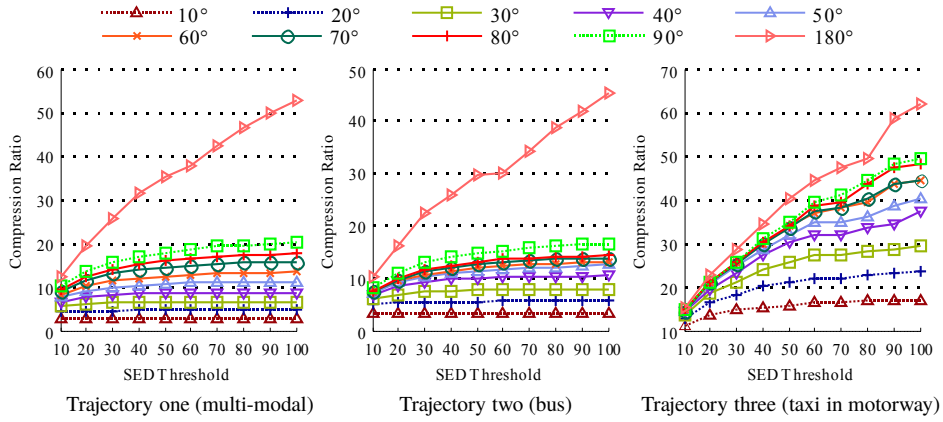 10° 20° 30° 40° 50°
60° 70° 80° 90° 180°
60 50 40 30 20 10 0
Compression Ratio
10 20 30 40 50 60 70 80 90 100
SED Threshold
Trajectory one (multi-modal)
50 40 30 20 10 0
Compression Ratio
10 20 30 40 50 60 70 80 90 100
SED Threshold
Trajectory two (bus)
70 60 50 40 30 20 10
Compression Ratio
10 20 30 40 50 60 70 80 90 100
SED Threshold
Trajectory three (taxi in motorway)